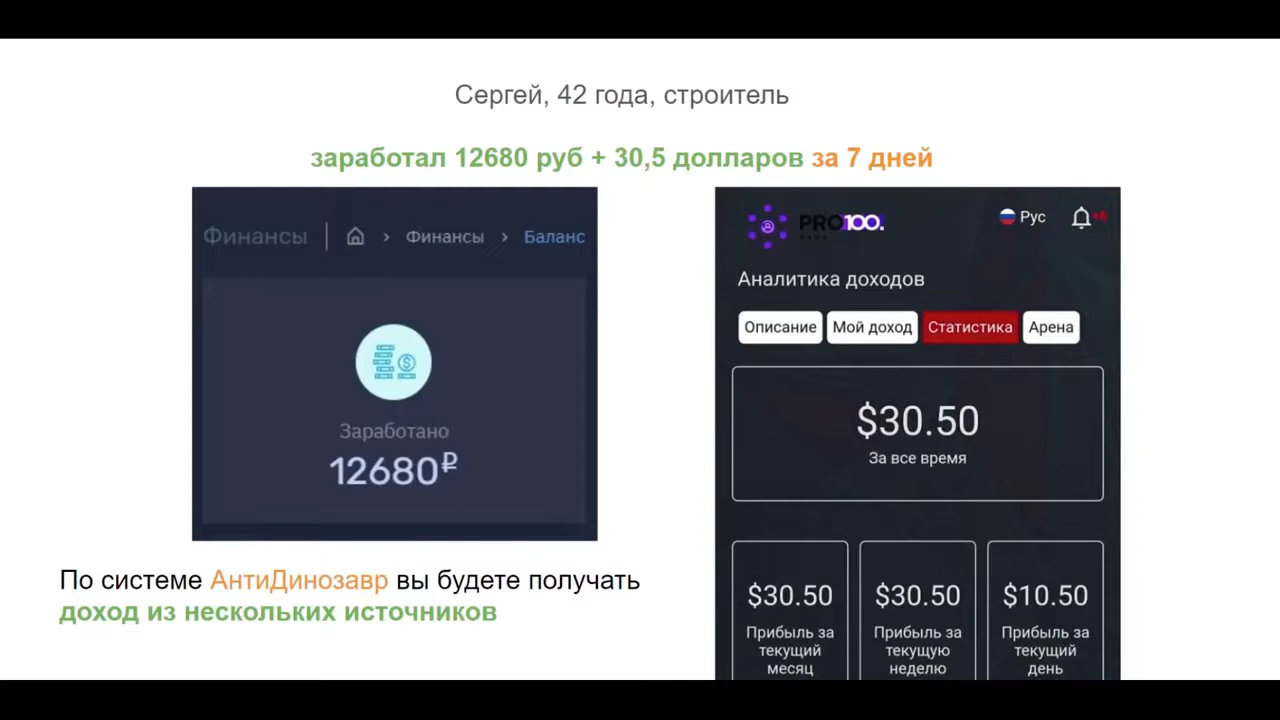 Сергей, 42 года, строитель
заработал 12680 руб + 30,5 долларов за 7 дней
Финансы
Финансы
Баланс
Заработано
12680₽
По системе АнтиДинозавр вы будете получать
доход из нескольких источников
PRO100.
Рус
Аналитика доходов
Описание
Мой доход
Статистика
Арена
$30.50
За все время
$30.50
Прибыль за
текущий
месяц
$30.50
Прибыль за
текущую
неделю
$10.50
Прибыль за
текущий
день